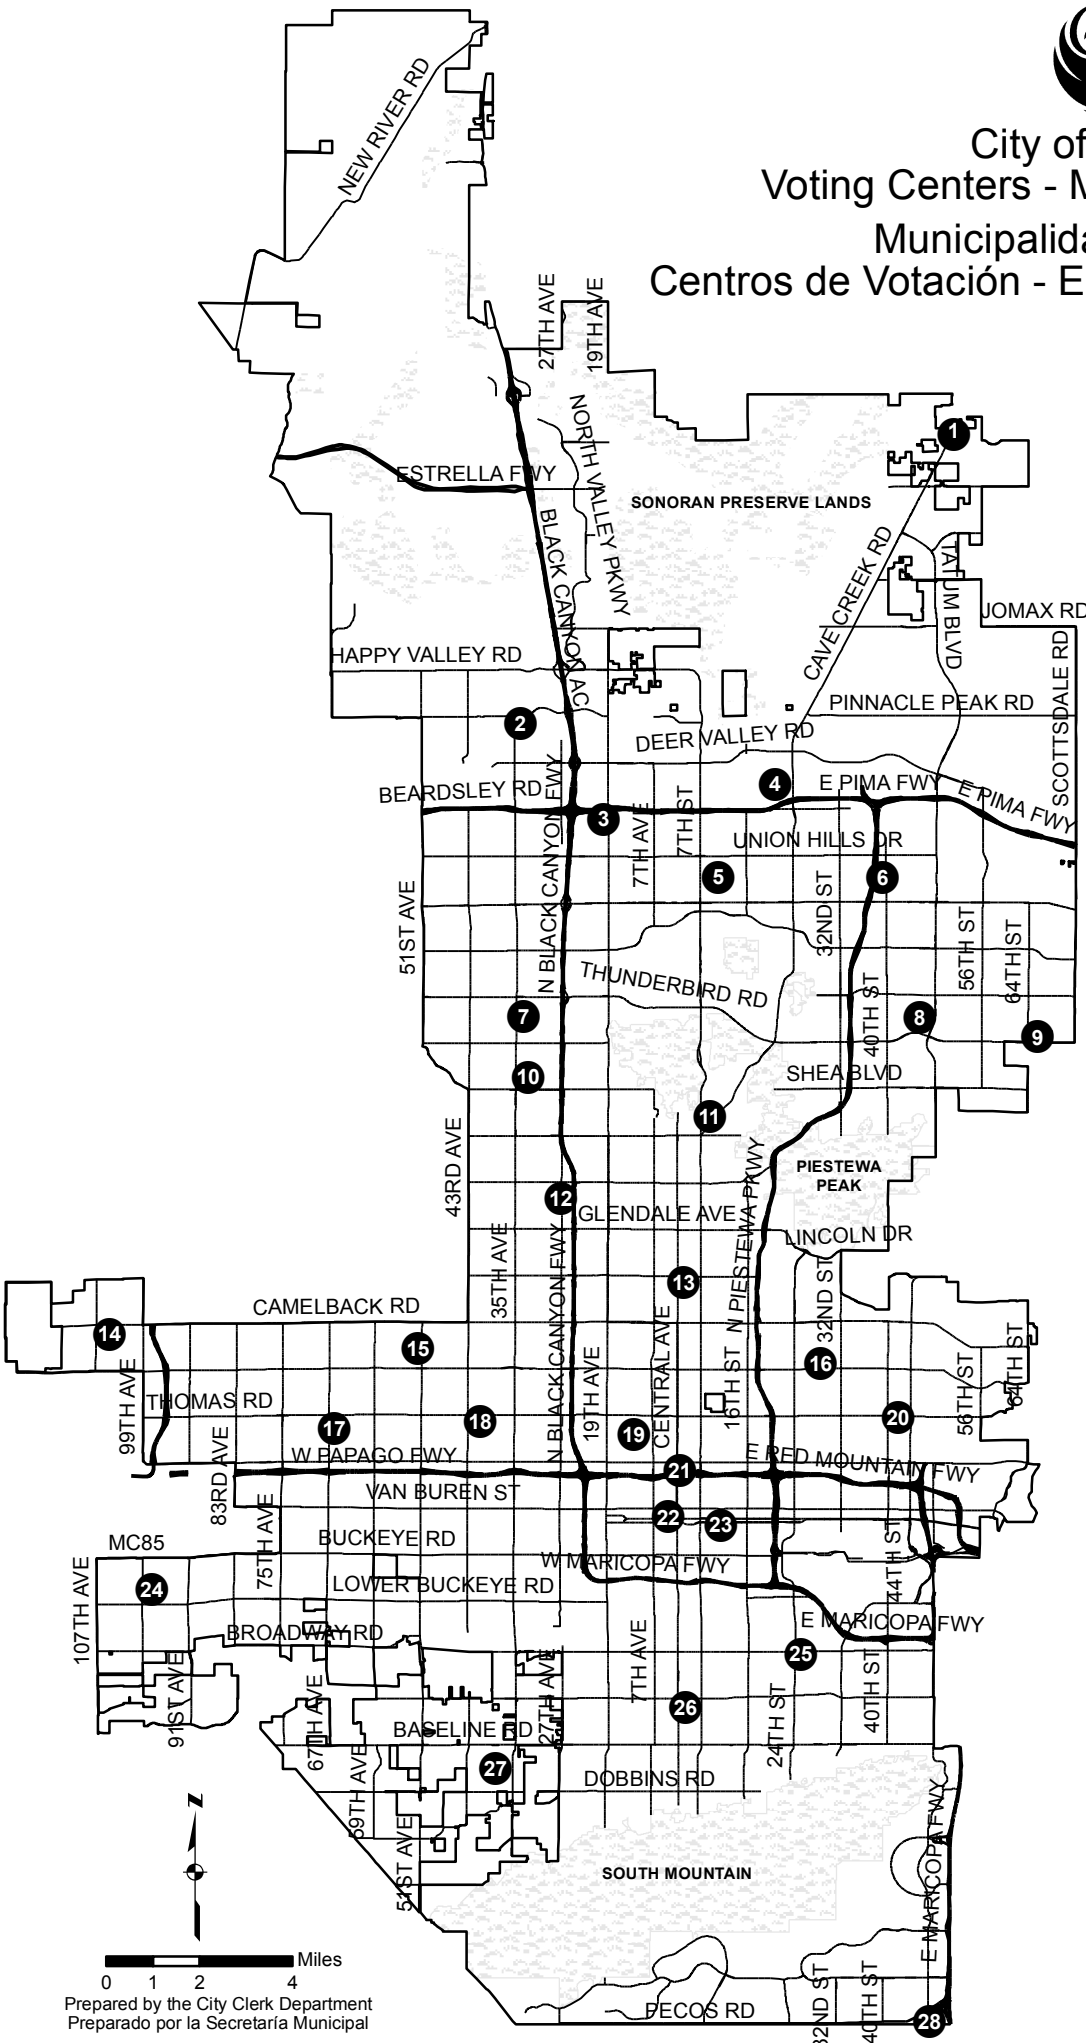 City of
Voting Centers - M
Municipalida
Centros de Votación - E
NEW RIVER RD
27TH AVE
19TH AVE
NORTH VALLEY PKWY
1
ESTRELLA FWY
SONORAN PRESERVE LANDS
BLACK CANYON AC
CAVE CREEK RD
TATUM BLVD
JOMAX RD
HAPPY VALLEY RD
SCOTTSDALE RD
PINNACLE PEAK RD
2
DEER VALLEY RD
4
E PIMA FWY
E PIMA FWY
BEARDSLEY RD
3
7TH AVE
7TH ST
UNION HILLS DR
N BLACK CANYON FWY
5
6
51ST AVE
32ND ST
56TH ST
64TH ST
THUNDERBIRD RD
40TH ST
7
8
9
10
SHEA BLVD
11
43RD AVE
PIESTEWA
PEAK
12
GLENDALE AVE
N PIESTEWA PKWY
LINCOLN DR
35TH AVE
N BLACK CANYON FWY
13
32ND ST
CAMELBACK RD
14
15
19TH AVE
CENTRAL AVE
16TH ST
16
99TH AVE
THOMAS RD
56TH ST
64TH ST
17
18
19
20
83RD AVE
W PAPAGO FWY
21
E RED MOUNTAIN FWY
VAN BUREN ST
22
23
75TH AVE
BUCKEYE RD
MC85
44TH ST
W MARICOPA FWY
107TH AVE
24
LOWER BUCKEYE RD
E MARICOPA FWY
BROADWAY RD
25
91ST AVE
67TH AVE
27TH AVE
7TH AVE
26
24TH ST
40TH ST
BASELINE RD
59TH AVE
27
DOBBINS RD
51ST AVE
E MARICOPA FWY
SOUTH MOUNTAIN
Z
Miles
0 1 2 4
Prepared by the City Clerk Department
Preparado por la Secretaría Municipal
PECOS RD
32ND ST
40TH ST
28